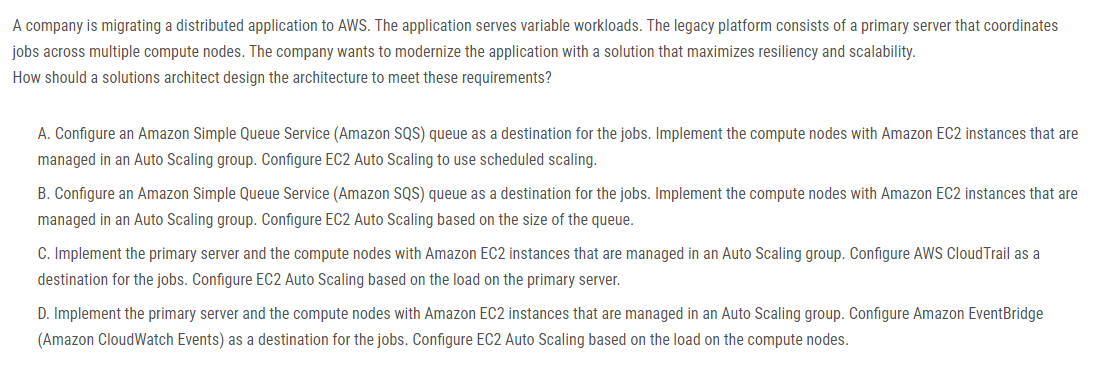 A company is migrating a distributed application to AWS. The application serves variable workloads. The legacy platform consists of a primary server that coordinates
jobs across multiple compute nodes. The company wants to modernize the application with a solution that maximizes resiliency and scalability.
How should a solutions architect design the architecture to meet these requirements?
A. Configure an Amazon Simple Queue Service (Amazon SQS) queue as a destination for the jobs. Implement the compute nodes with Amazon EC2 instances that are
managed in an Auto Scaling group. Configure EC2 Auto Scaling to use scheduled scaling.
B. Configure an Amazon Simple Queue Service (Amazon SQS) queue as a destination for the jobs. Implement the compute nodes with Amazon EC2 instances that are
managed in an Auto Scaling group. Configure EC2 Auto Scaling based on the size of the queue.
C. Implement the primary server and the compute nodes with Amazon EC2 instances that are managed in an Auto Scaling group. Configure AWS CloudTrail as a
destination for the jobs. Configure EC2 Auto Scaling based on the load on the primary server.
D. Implement the primary server and the compute nodes with Amazon EC2 instances that are managed in an Auto Scaling group. Configure Amazon EventBridge
(Amazon CloudWatch Events) as a destination for the jobs. Configure EC2 Auto Scaling based on the load on the compute nodes.